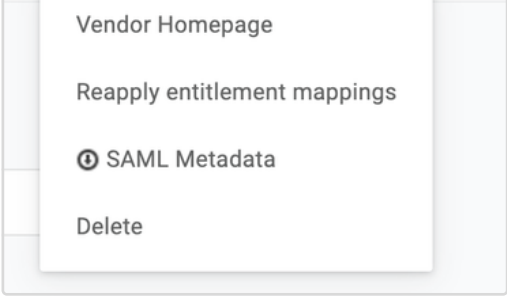 Vendor Homepage
Reapply entitlement mappings
SAML Metadata
Delete